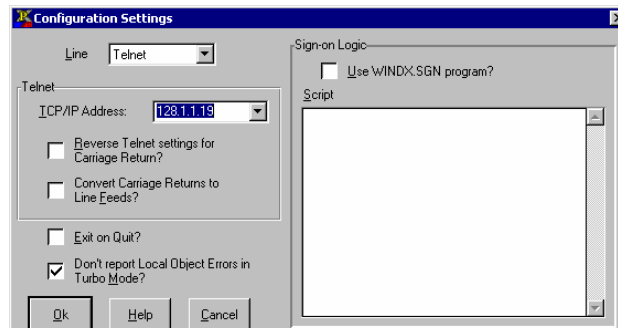 Configuration Settings
Line
Telnet
Telnet
TCP/IP Address:
128.1.1.19
Reverse Telnet settings for
Carriage Return?
Convert Carriage Returns to
Line Feeds?
Exit on Quit?
Don't report Local Object Errors in
Turbo Mode?
Ok
Help
Cancel
Sign-on Logic
Use WINDX.SGN program?
Script